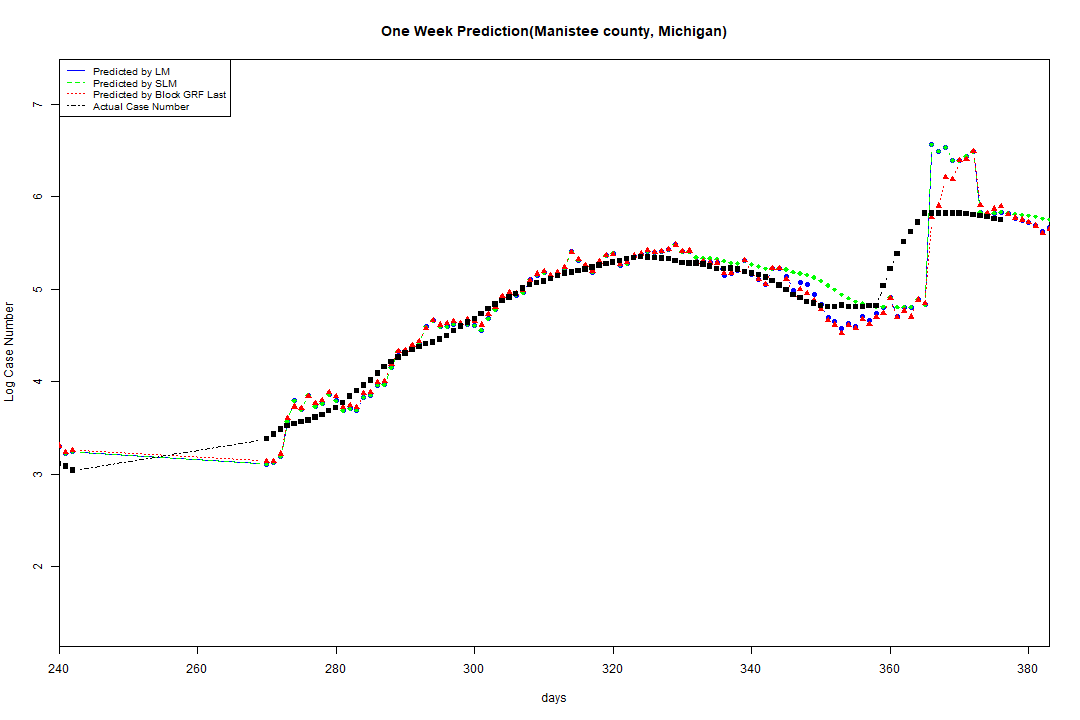 One Week Prediction(Manistee county, Michigan)
Predicted by LM
Predicted by SLM
Predicted by Block GRF Last
Actual Case Number
7
6
5
4
3
2
Log Case Number
240 260 280 300 320 340 360 380
days